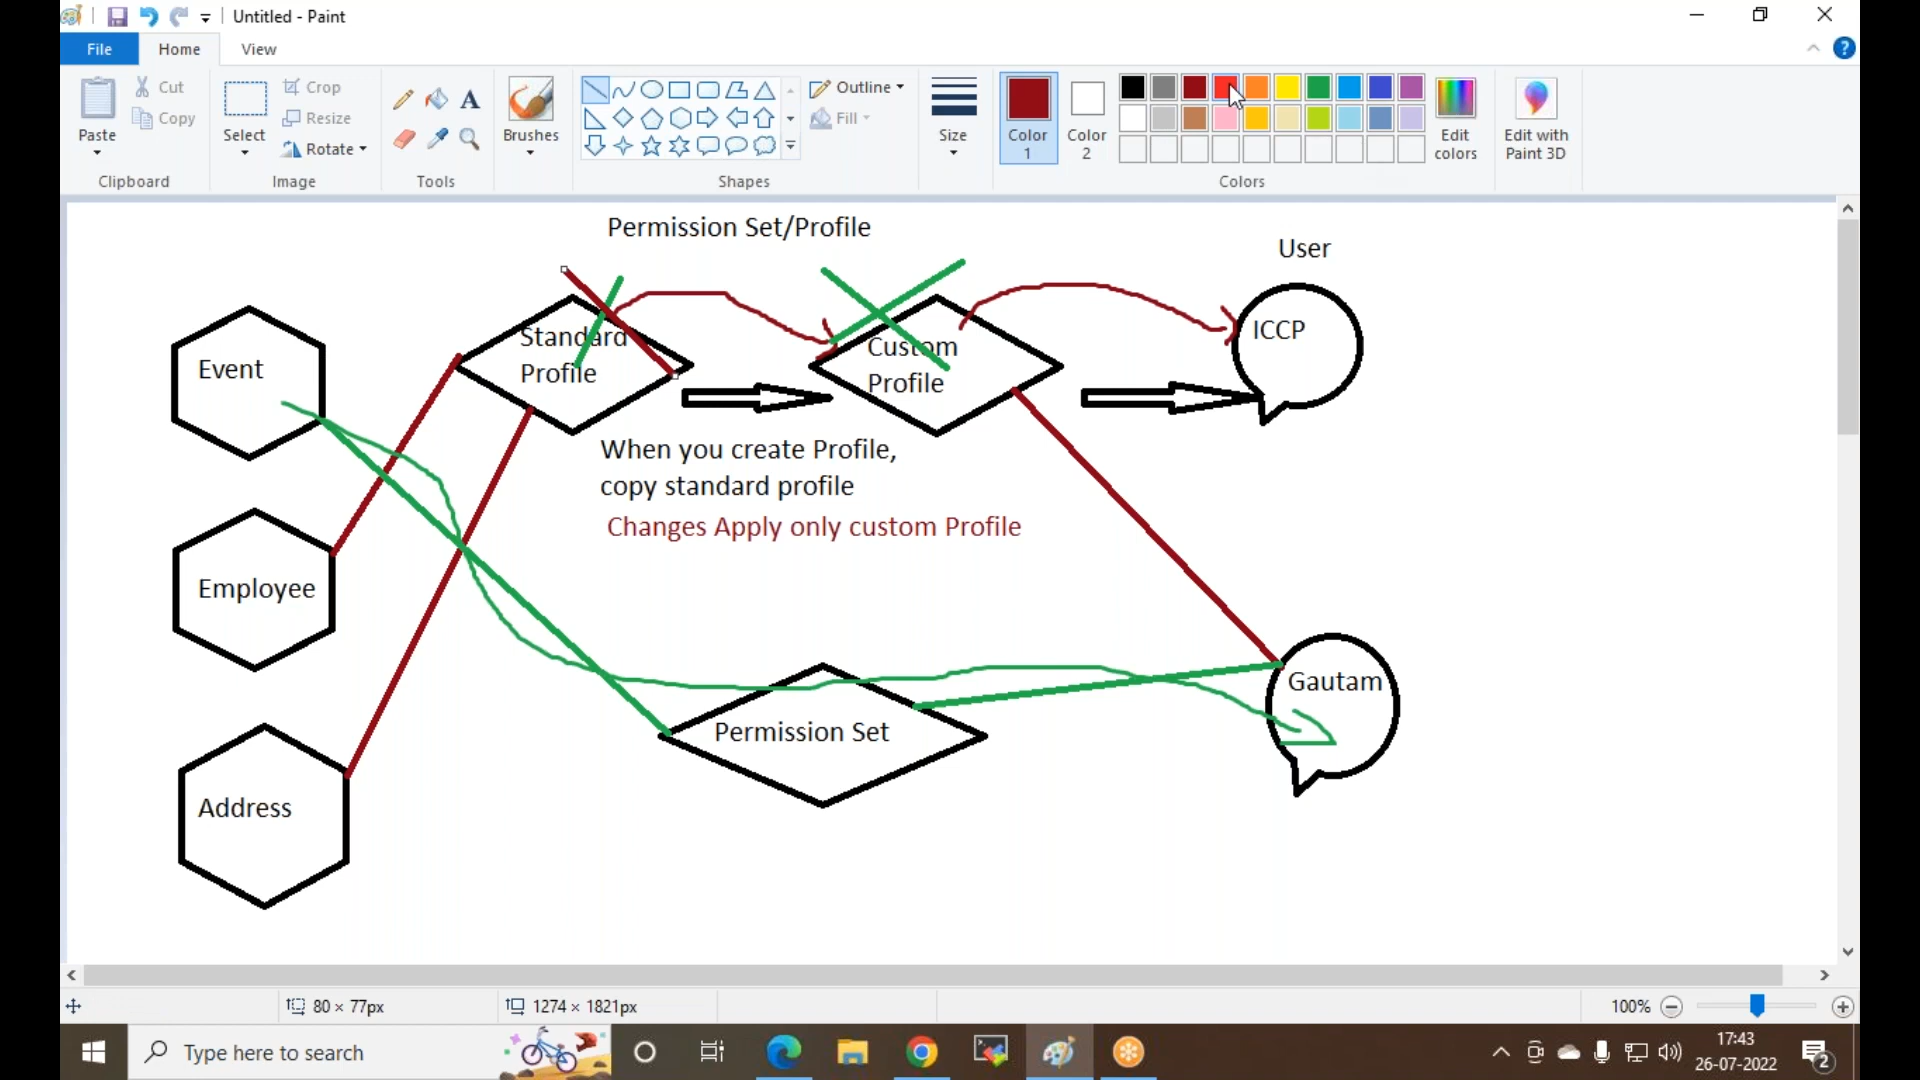 Untitled - Paint
File
Home
View
Paste
Cut
Copy
Clipboard
Select
Crop
Resize
Rotate
Image
Tools
Brushes
Shapes
Outline
Fill
Size
Color 1
Color 2
Colors
Edit colors
Edit with Paint 3D
Permission Set/Profile
User
Event
Standard
Profile
Custom
Profile
ICCP
When you create Profile,
copy standard profile
Changes Apply only custom Profile
Employee
Gautam
Permission Set
Address
80 × 77px
1274 × 1821px
100%
Type here to search
17:43
26-07-2022
2